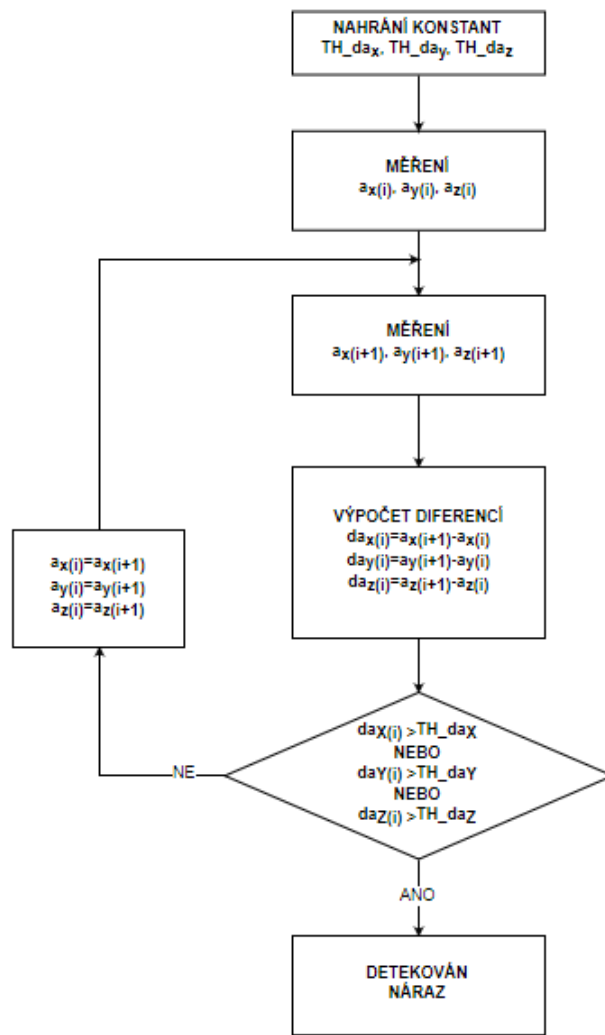 NAHRÁNÍ KONSTANT
TH_dax, TH_day, TH_daz
MĚŘENÍ
ax(i), ay(i), az(i)
MĚŘENÍ
ax(i+1), ay(i+1), az(i+1)
VÝPOČET DIFERENCÍ
dax(i)=ax(i+1)-ax(i)
day(i)=ay(i+1)-ay(i)
daz(i)=az(i+1)-az(i)
ax(i)=ax(i+1)
ay(i)=ay(i+1)
az(i)=az(i+1)
daX(i) >TH_daX
NEBO
daY(i) >TH_daY
NEBO
daZ(i) >TH_daZ
NE
ANO
DETEKOVÁN
NÁRAZ